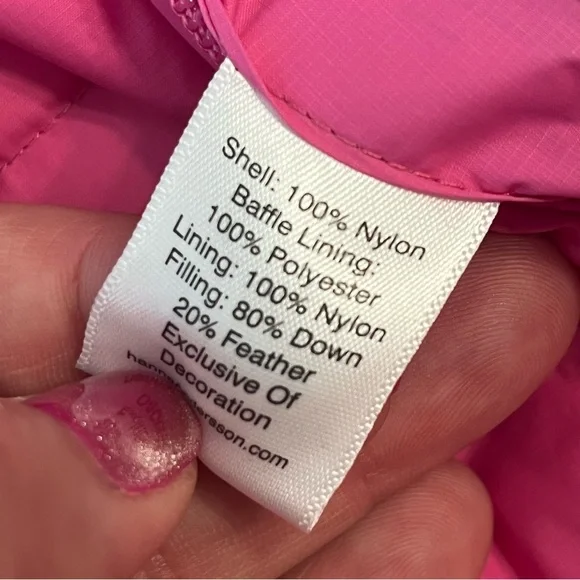 Shell: 100% Nylon
Baffle Lining:
100% Polyester
Lining: 100% Nylon
Filling: 80% Down
20% Feather
Exclusive Of
Decoration